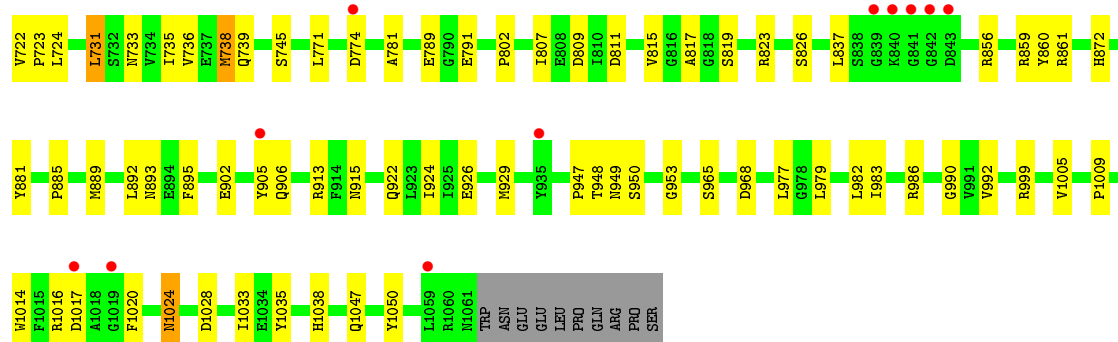 V722 P723 L724 L731 S732 N733 V734 I735 V736 E737 M738 Q739 S745 L771 D774 A781 E789 G790 E791 P802 I807 E808 D809 I810 D811 V815 G816 A817 G818 S819 R823 S826 L837 S838 G839 K840 G841 G842 D843 R856 R859 Y860 R861 H872
Y881 P885 M889 L892 N893 E894 F895 E902 Y905 Q906 R913 F914 N915 Q922 L923 I924 I925 E926 M929 Y935 P947 T948 N949 S950 G953 S965 D968 L977 G978 L979 L982 I983 R986 G990 V991 V992 R999 V1005 P1009
W1014 F1015 R1016 D1017 A1018 G1019 F1020 N1024 D1028 I1033 E1034 Y1035 H1038 Q1047 Y1050 L1059 R1060 N1061 TRP ASN GLU GLU LEU PRO GLN ARG PRO SER